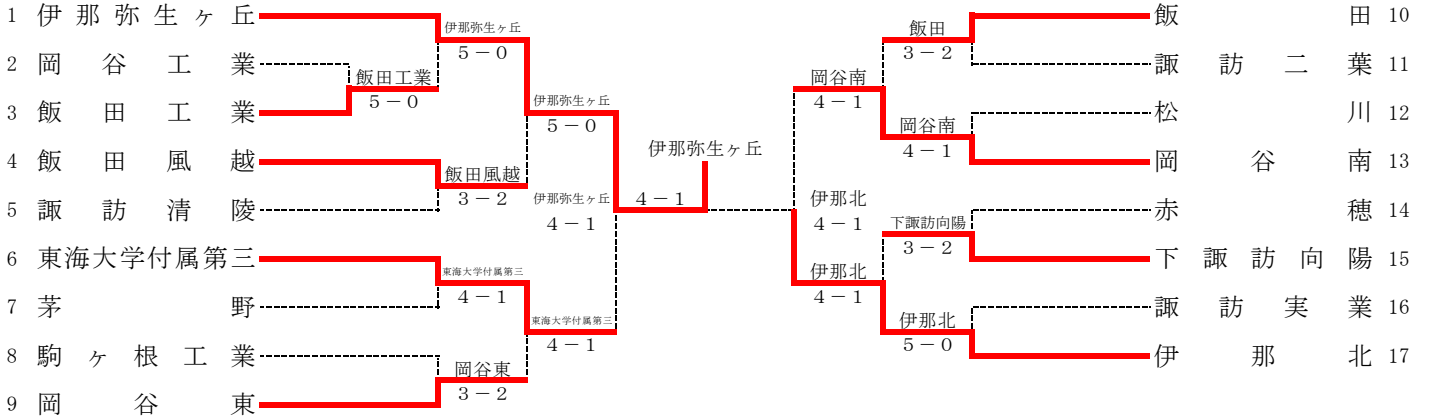 1 伊那弥生ヶ丘
2 岡谷工業
3 飯田工業
4 飯田風越
5 諏訪清陵
6 東海大学付属第三
7 茅野
8 駒ヶ根工業
9 岡谷東
飯田工業
5－0
伊那弥生ヶ丘
5－0
飯田風越
3－2
東海大学付属第三
4－1
岡谷東
3－2
伊那弥生ヶ丘
5－0
東海大学付属第三
4－1
伊那弥生ヶ丘
4－1
伊那弥生ヶ丘
4－1
伊那北
4－1
岡谷南
4－1
伊那北
4－1
飯田
3－2
岡谷南
4－1
下諏訪向陽
3－2
伊那北
5－0
飯田 10
諏訪二葉 11
松川 12
岡谷南 13
赤穂 14
下諏訪向陽 15
諏訪実業 16
伊那北 17